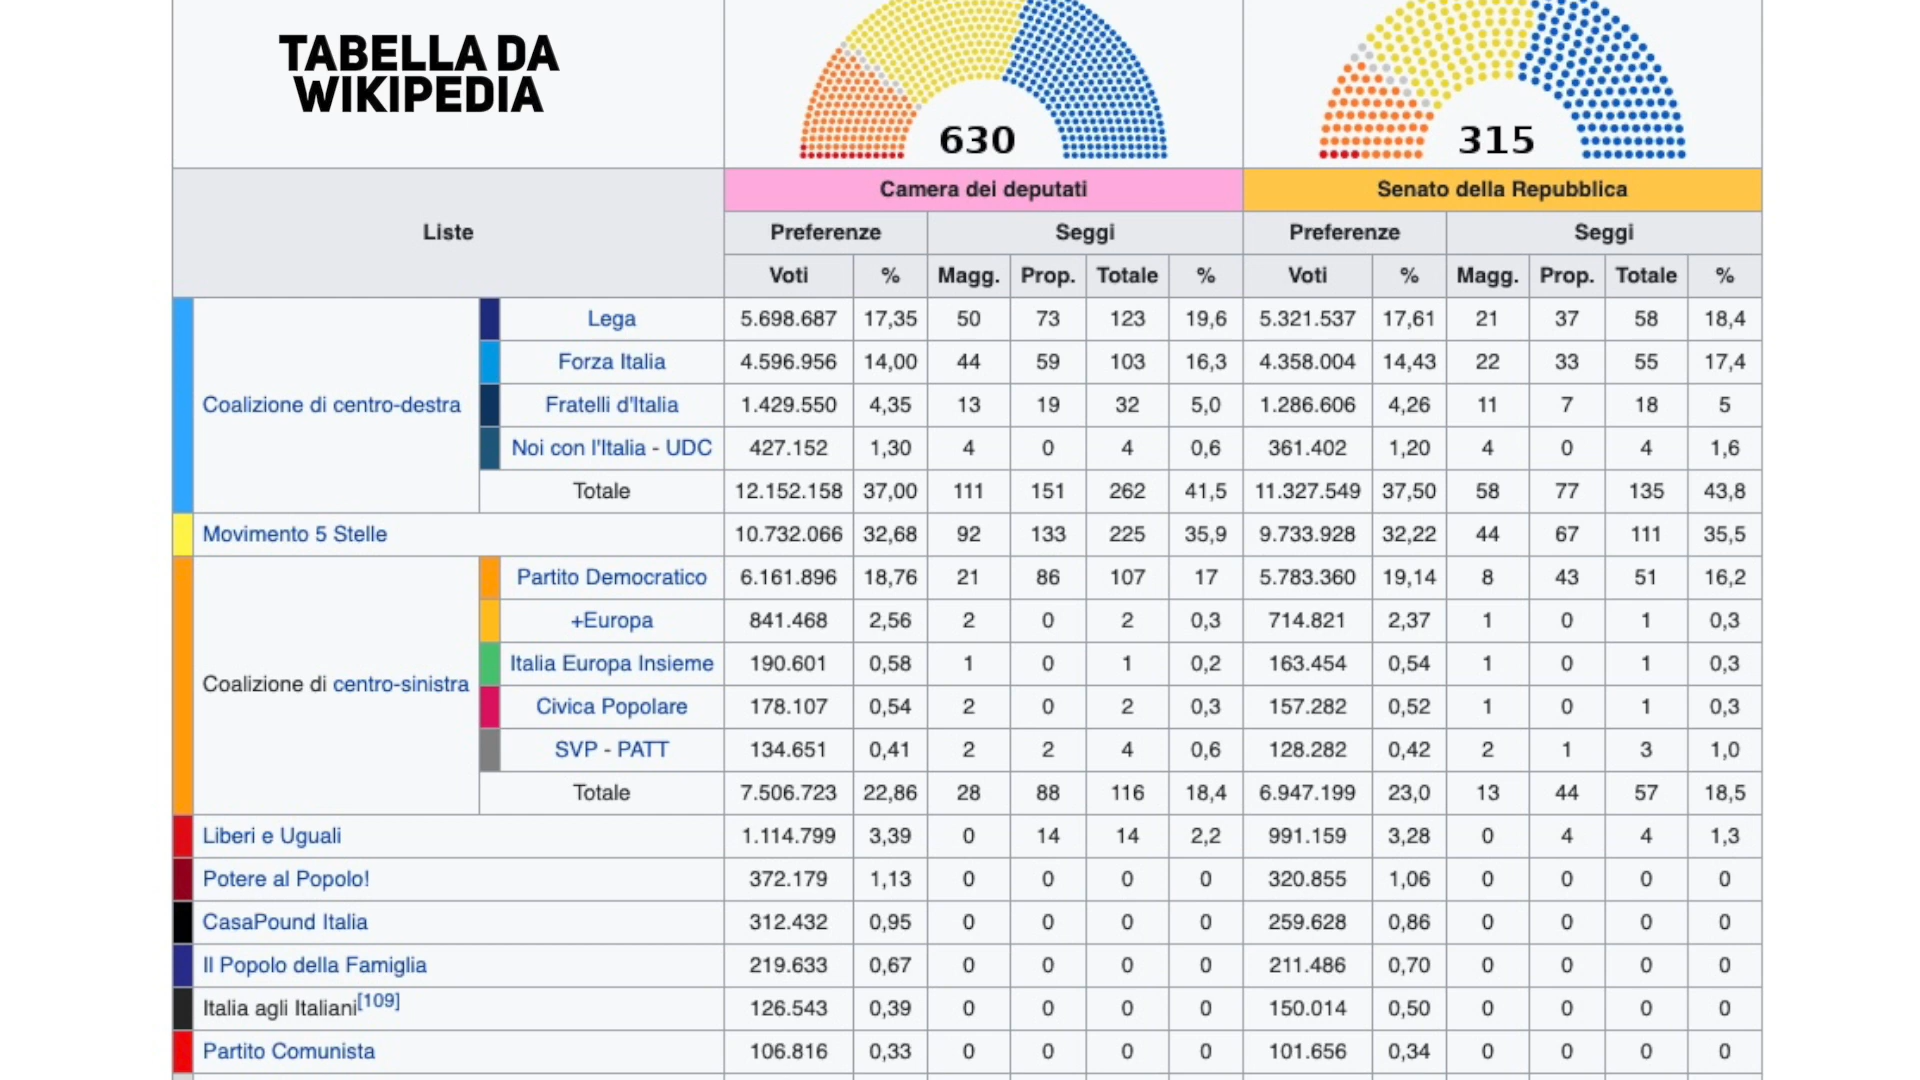 TABELLA DA
WIKIPEDIA
630
315
Liste
Camera dei deputati
Senato della Repubblica
Preferenze Seggi Preferenze Seggi
Voti % Magg. Prop. Totale % Voti % Magg. Prop. Totale %
Coalizione di centro-destra
Lega 5.698.687 17,35 50 73 123 19,6 5.321.537 17,61 21 37 58 18,4
Forza Italia 4.596.956 14,00 44 59 103 16,3 4.358.004 14,43 22 33 55 17,4
Fratelli d'Italia 1.429.550 4,35 13 19 32 5,0 1.286.606 4,26 11 7 18 5
Noi con l'Italia - UDC 427.152 1,30 4 0 4 0,6 361.402 1,20 4 0 4 1,6
Totale 12.152.158 37,00 111 151 262 41,5 11.327.549 37,50 58 77 135 43,8
Movimento 5 Stelle 10.732.066 32,68 92 133 225 35,9 9.733.928 32,22 44 67 111 35,5
Coalizione di centro-sinistra
Partito Democratico 6.161.896 18,76 21 86 107 17 5.783.360 19,14 8 43 51 16,2
+Europa 841.468 2,56 2 0 2 0,3 714.821 2,37 1 0 1 0,3
Italia Europa Insieme 190.601 0,58 1 0 1 0,2 163.454 0,54 1 0 1 0,3
Civica Popolare 178.107 0,54 2 0 2 0,3 157.282 0,52 1 0 1 0,3
SVP - PATT 134.651 0,41 2 2 4 0,6 128.282 0,42 2 1 3 1,0
Totale 7.506.723 22,86 28 88 116 18,4 6.947.199 23,0 13 44 57 18,5
Liberi e Uguali 1.114.799 3,39 0 14 14 2,2 991.159 3,28 0 4 4 1,3
Potere al Popolo! 372.179 1,13 0 0 0 0 320.855 1,06 0 0 0 0
CasaPound Italia 312.432 0,95 0 0 0 0 259.628 0,86 0 0 0 0
Il Popolo della Famiglia 219.633 0,67 0 0 0 0 211.486 0,70 0 0 0 0
Italia agli Italiani[109] 126.543 0,39 0 0 0 0 150.014 0,50 0 0 0 0
Partito Comunista 106.816 0,33 0 0 0 0 101.656 0,34 0 0 0 0